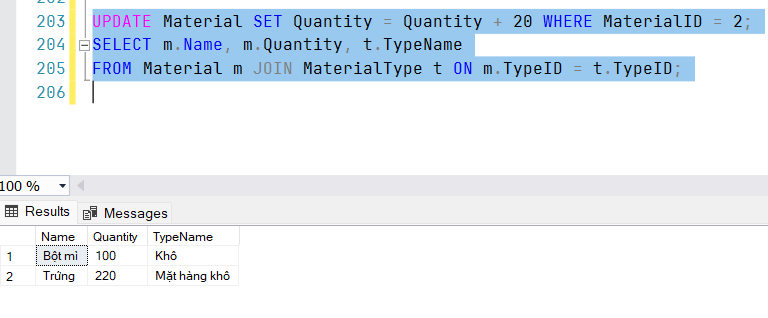 202
203 UPDATE Material SET Quantity = Quantity + 20 WHERE MaterialID = 2;
204 SELECT m.Name, m.Quantity, t.TypeName
205 FROM Material m JOIN MaterialType t ON m.TypeID = t.TypeID;
206
100 %
Results Messages
Name Quantity TypeName
1 Bột mì 100 Khô
2 Trứng 220 Mặt hàng khô